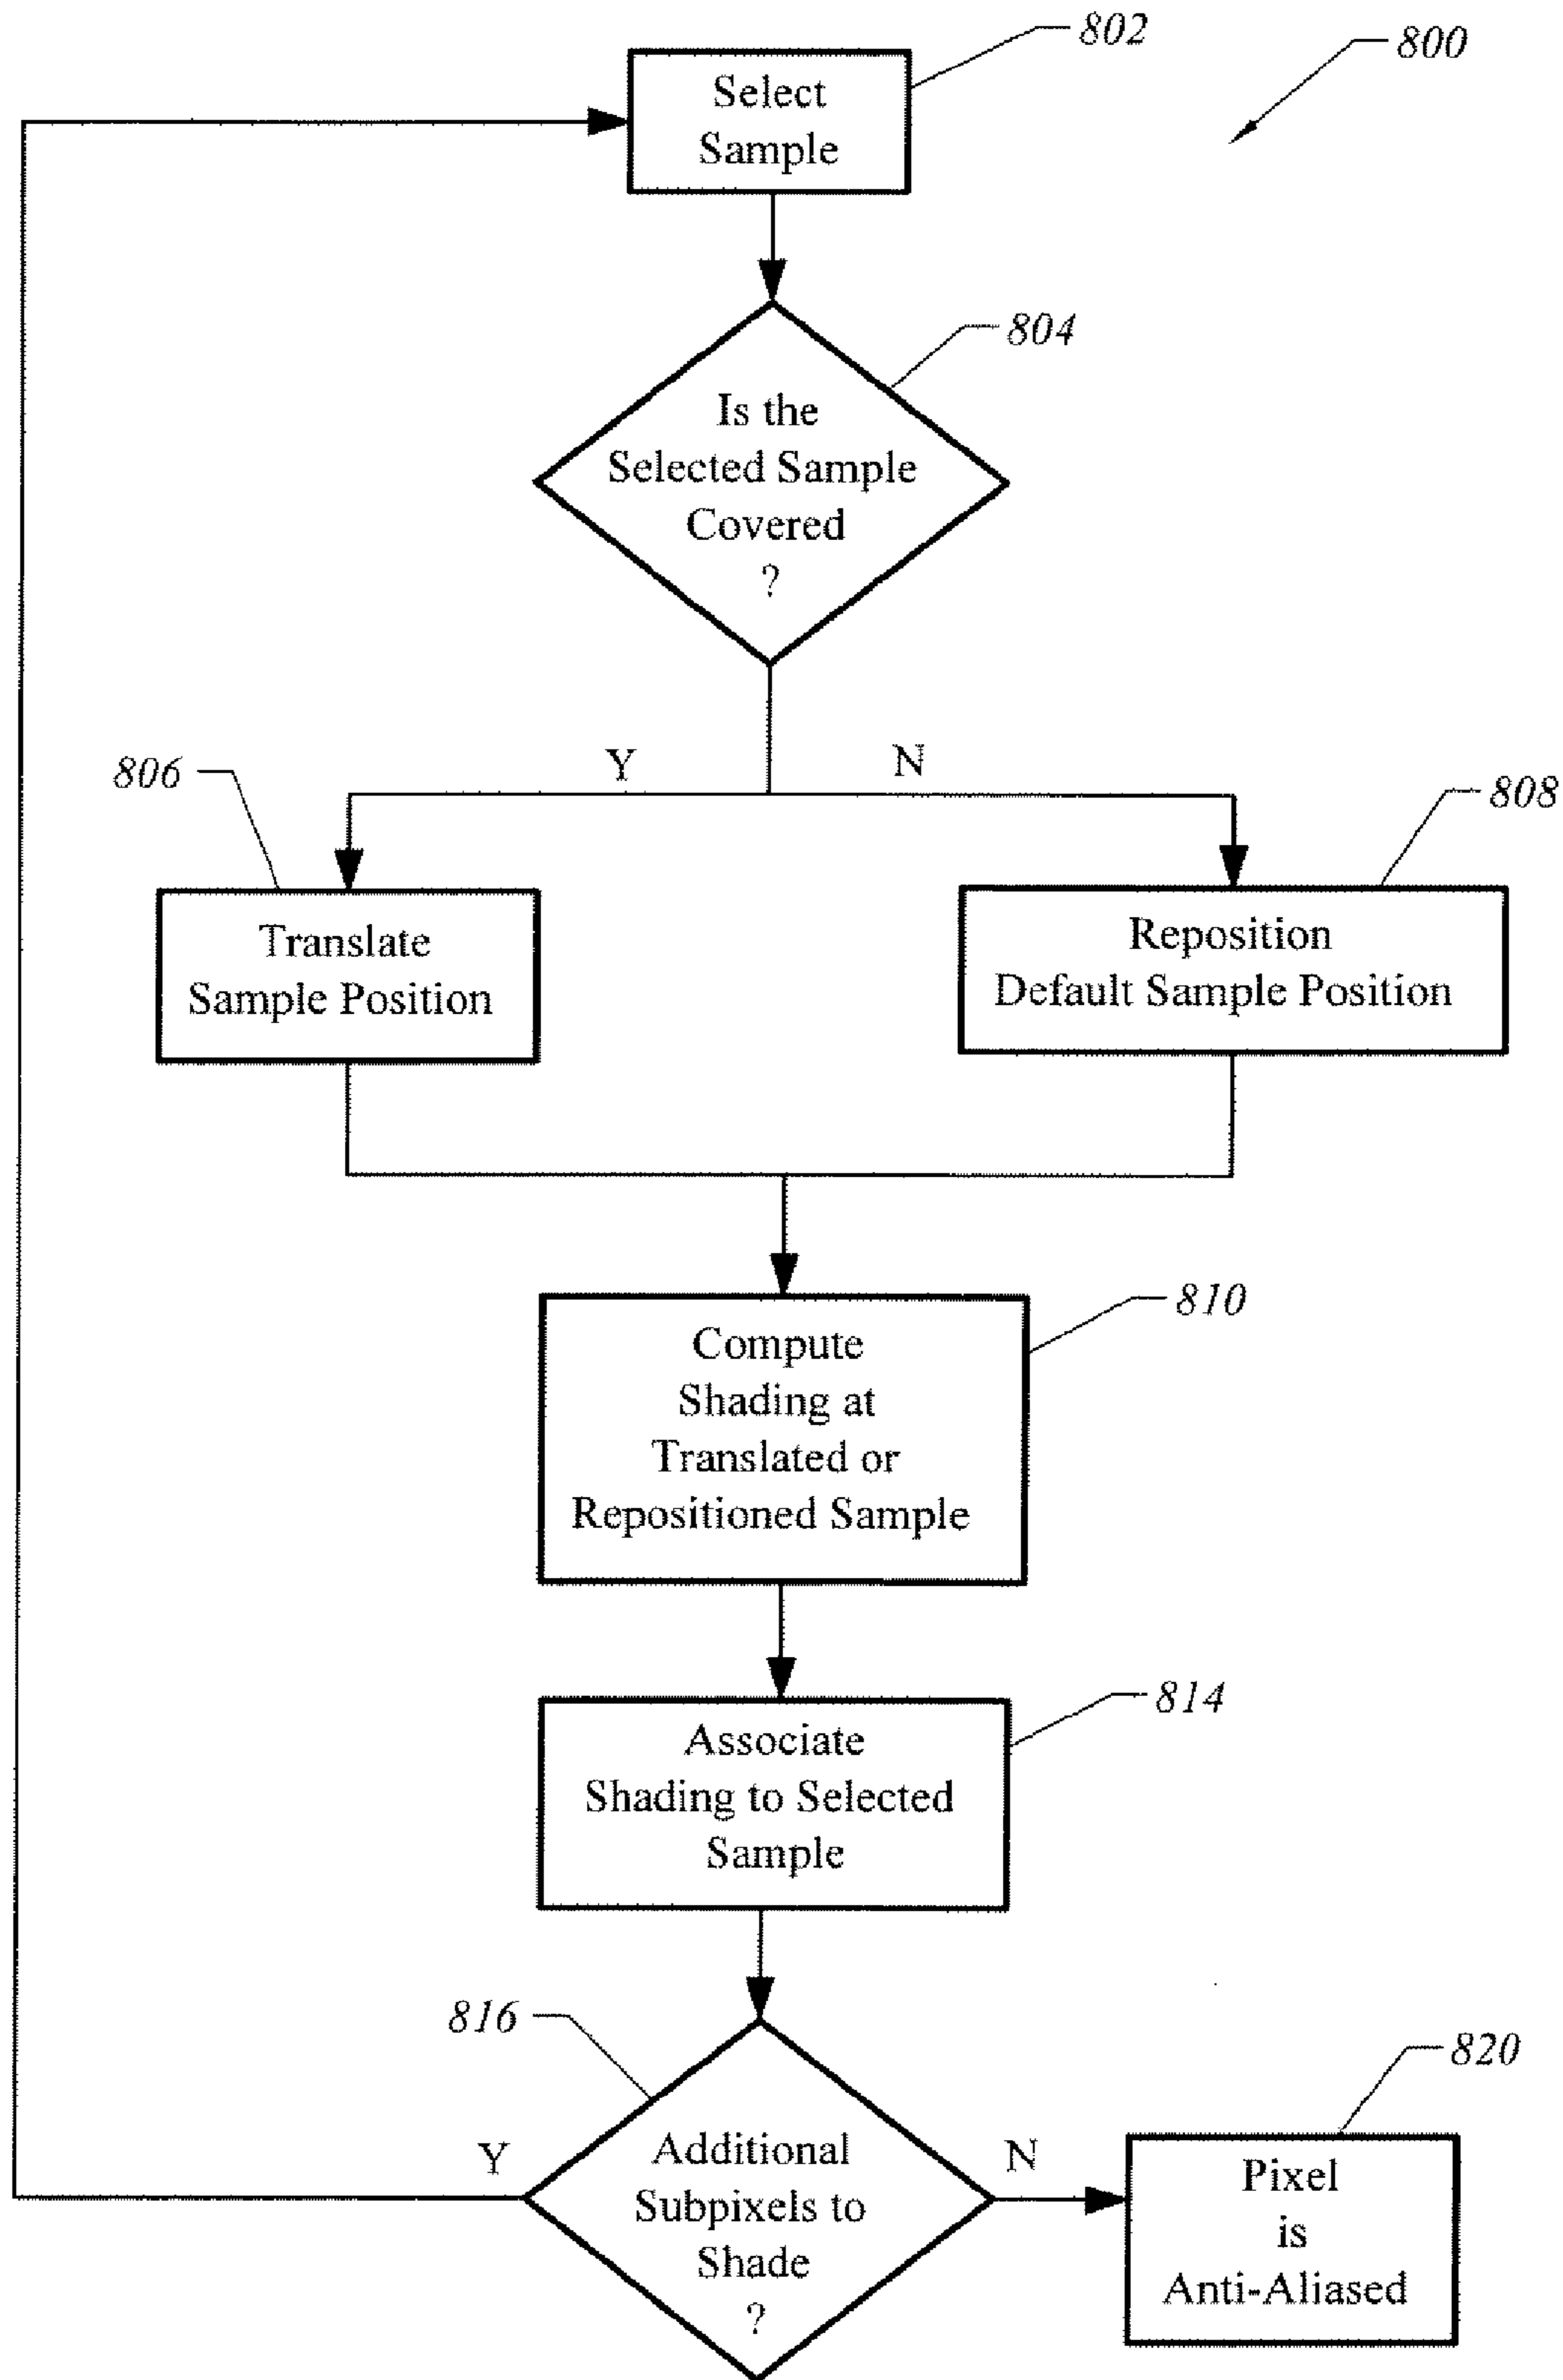 802
800
Select
Sample
804
Is the
Selected Sample
Covered
?
Y
N
806
808
Translate
Sample Position
Reposition
Default Sample Position
810
Compute
Shading at
Translated or
Repositioned Sample
814
Associate
Shading to Selected
Sample
816
820
Y
N
Additional
Subpixels to
Shade
?
Pixel
is
Anti-Aliased